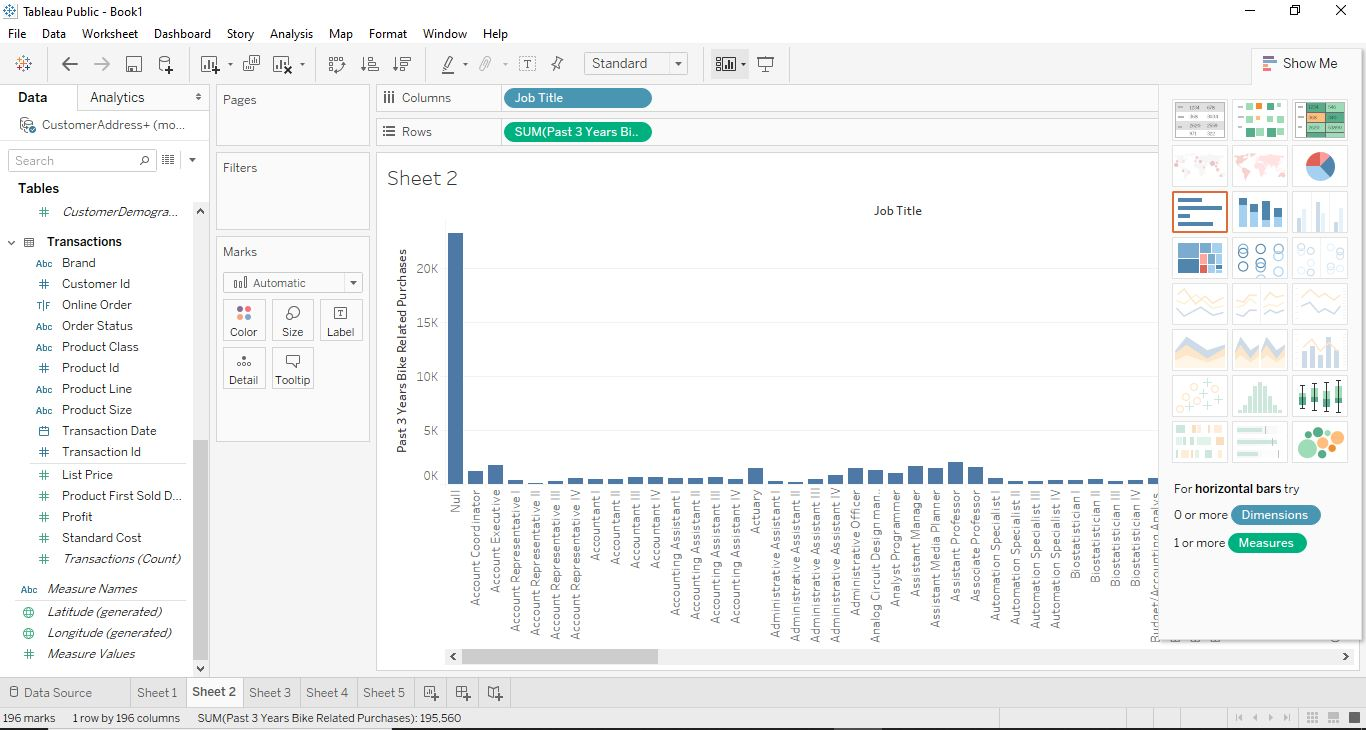 Tableau Public - Book1
File Data Worksheet Dashboard Story Analysis Map Format Window Help
Standard
Show Me
Data Analytics
CustomerAddress+ (mo...
Search
Tables
CustomerDemogra...
Transactions
Abc Brand
Customer Id
T|F Online Order
Abc Order Status
Abc Product Class
Product Id
Abc Product Line
Abc Product Size
Transaction Date
Transaction Id
List Price
Product First Sold D...
Profit
Standard Cost
Transactions (Count)
Abc Measure Names
Latitude (generated)
Longitude (generated)
Measure Values
Pages
Filters
Marks
Automatic
Color Size Label
Detail Tooltip
Columns Job Title
Rows SUM(Past 3 Years Bi..
Sheet 2
Job Title
Past 3 Years Bike Related Purchases
20K
15K
10K
5K
0K
Null
Account Coordinator
Account Executive
Account Representative I
Account Representative II
Account Representative III
Account Representative IV
Accountant I
Accountant II
Accountant III
Accountant IV
Accounting Assistant I
Accounting Assistant II
Accounting Assistant III
Accounting Assistant IV
Actuary
Administrative Assistant I
Administrative Assistant II
Administrative Assistant III
Administrative Assistant IV
Administrative Officer
Analog Circuit Design man..
Analyst Programmer
Assistant Manager
Assistant Media Planner
Assistant Professor
Associate Professor
Automation Specialist I
Automation Specialist II
Automation Specialist III
Automation Specialist IV
Biostatistician I
Biostatistician II
Biostatistician III
Biostatistician IV
Budget/Accounting Analys..
For horizontal bars try
0 or more Dimensions
1 or more Measures
Data Source Sheet 1 Sheet 2 Sheet 3 Sheet 4 Sheet 5
196 marks 1 row by 196 columns SUM(Past 3 Years Bike Related Purchases): 195,560